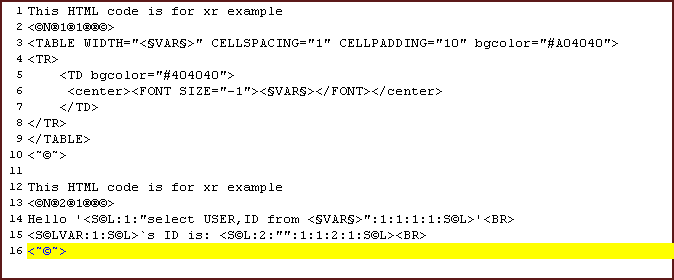 1 This HTML code is for xr example
2 <©N@1@1@@©>
3 <TABLE WIDTH="<§VAR§>" CELLSPACING="1" CELLPADDING="10" bgcolor="#A04040">
4 <TR>
5 <TD bgcolor="#404040">
6 <center><FONT SIZE="-1"><§VAR§></FONT></center>
7 </TD>
8 </TR>
9 </TABLE>
10 <~©~>
11
12 This HTML code is for xr example
13 <©N@2@1@@©>
14 Hello '<S©L:1:"select USER,ID from <§VAR§>":1:1:1:1:S©L>'<BR>
15 <S©LVAR:1:S©L>`s ID is: <S©L:2:"":1:1:2:1:S©L><BR>
16 <~©~>